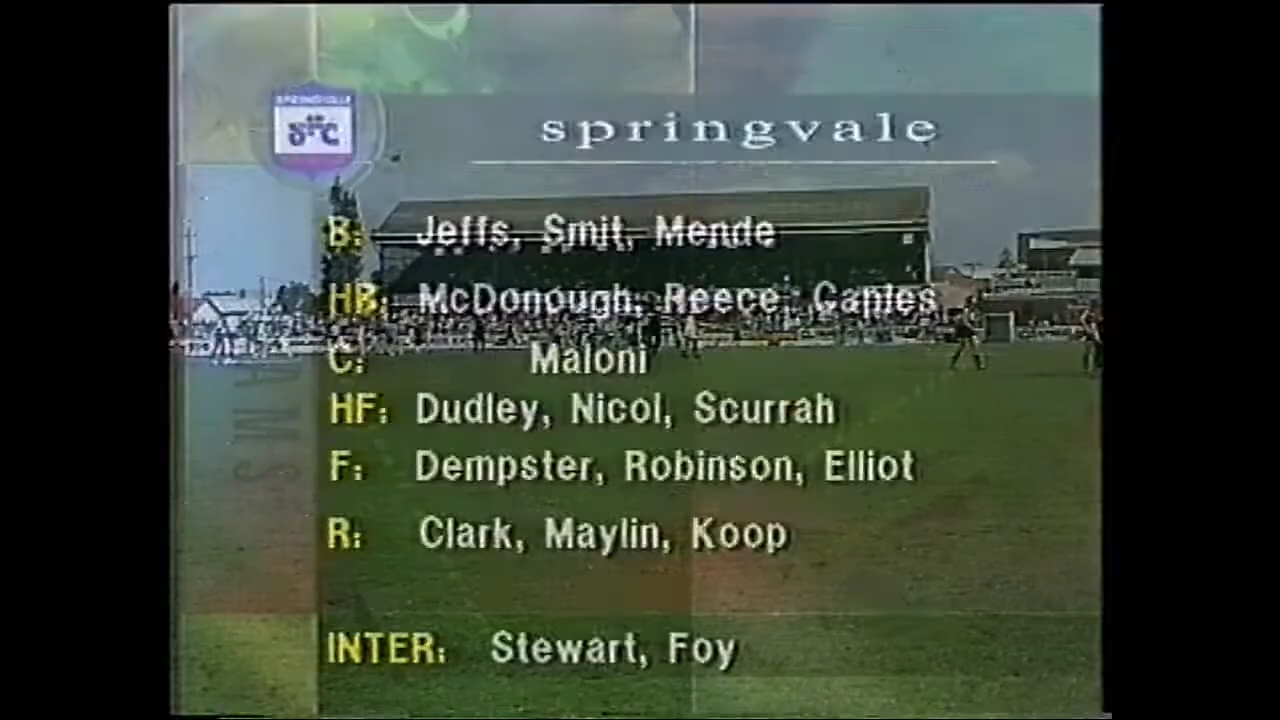 springvale
B: Jeffs, Smit, Mende
HB: McDonough, Reece, Caples
C: Maloni
HF: Dudley, Nicol, Scurrah
F: Dempster, Robinson, Elliot
R: Clark, Maylin, Koop
INTER: Stewart, Foy